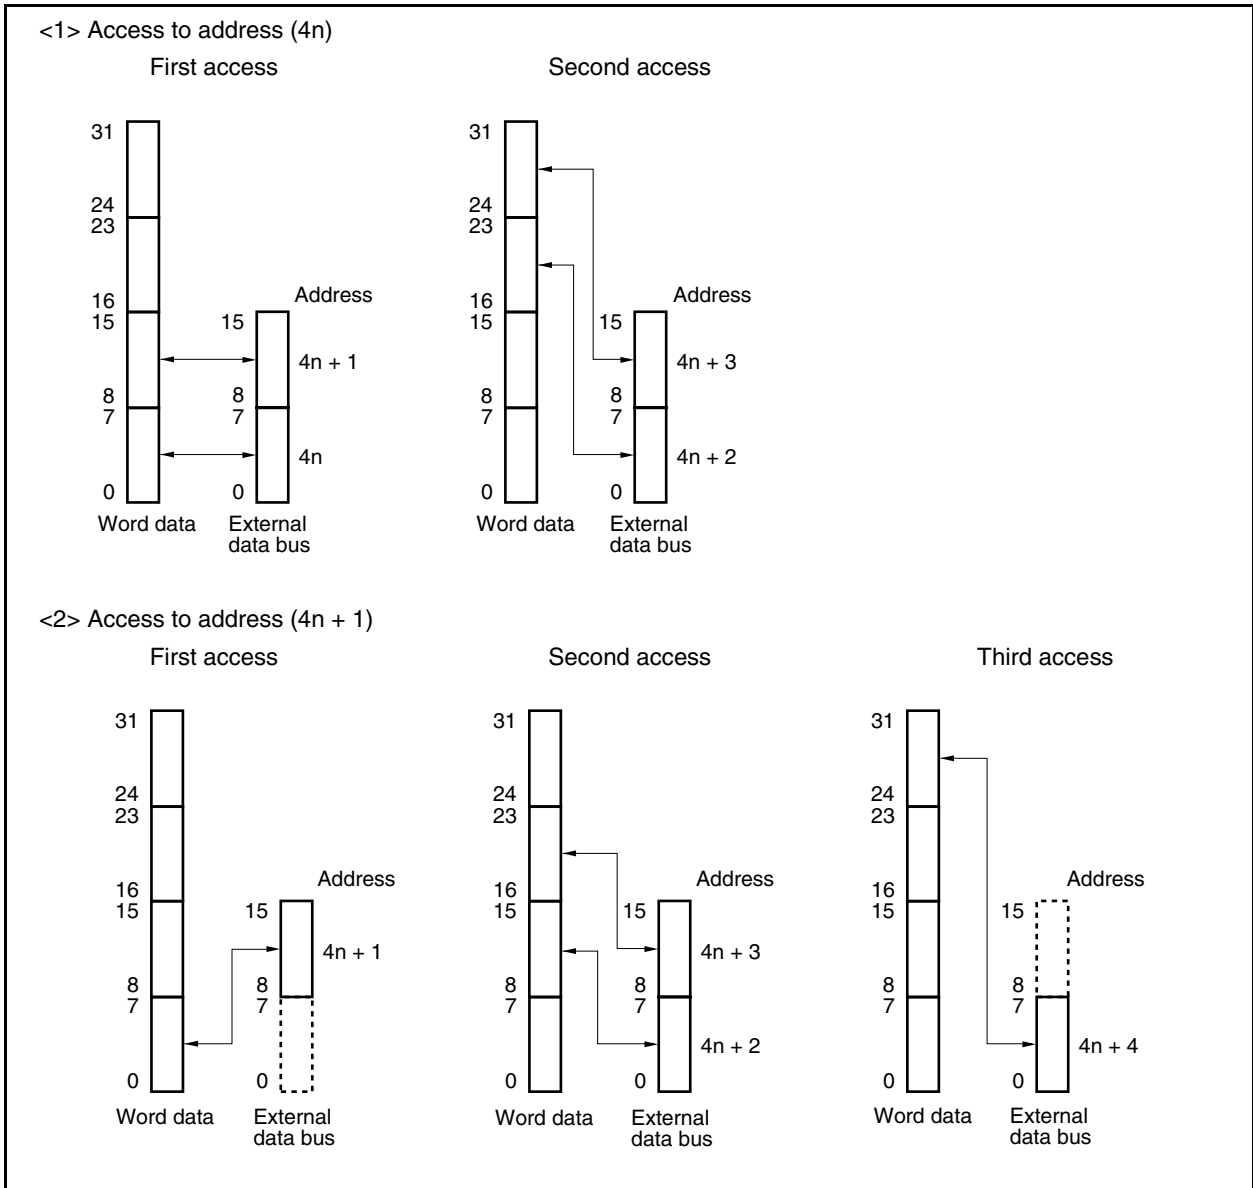 <1> Access to address (4n)
First access
Second access
31
24
23
16
15
8
7
0
Word data
Address
15
4n + 1
8
7
4n
0
External
data bus
31
24
23
16
15
8
7
0
Word data
Address
15
4n + 3
8
7
4n + 2
0
External
data bus
<2> Access to address (4n + 1)
First access
Second access
Third access
31
24
23
16
15
8
7
0
Word data
Address
15
4n + 1
8
7
0
External
data bus
31
24
23
16
15
8
7
0
Word data
Address
15
4n + 3
8
7
4n + 2
0
External
data bus
31
24
23
16
15
8
7
0
Word data
Address
15
8
7
4n + 4
0
External
data bus